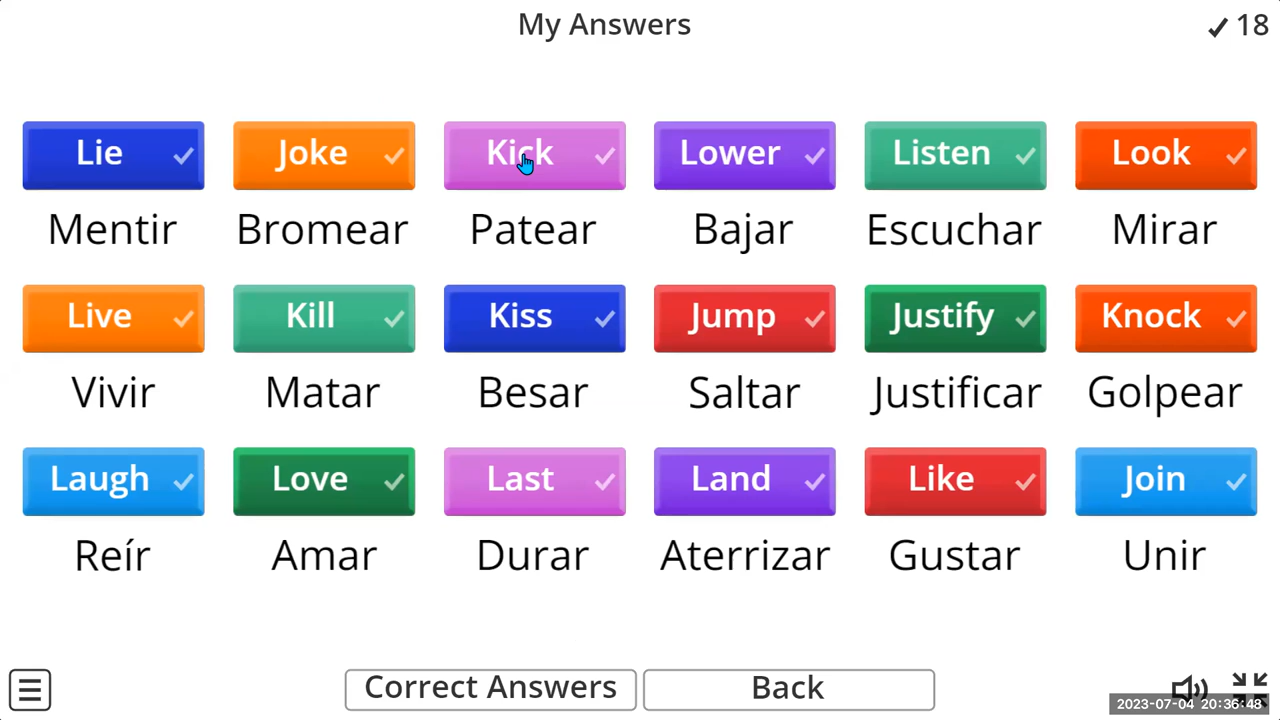 My Answers
✓ 18
Lie ✓ Joke ✓ Kick ✓ Lower ✓ Listen ✓ Look ✓
Mentir Bromear Patear Bajar Escuchar Mirar
Live ✓ Kill ✓ Kiss ✓ Jump ✓ Justify ✓ Knock ✓
Vivir Matar Besar Saltar Justificar Golpear
Laugh ✓ Love ✓ Last ✓ Land ✓ Like ✓ Join ✓
Reír Amar Durar Aterrizar Gustar Unir
Correct Answers Back
2023-07-04 20:36:48